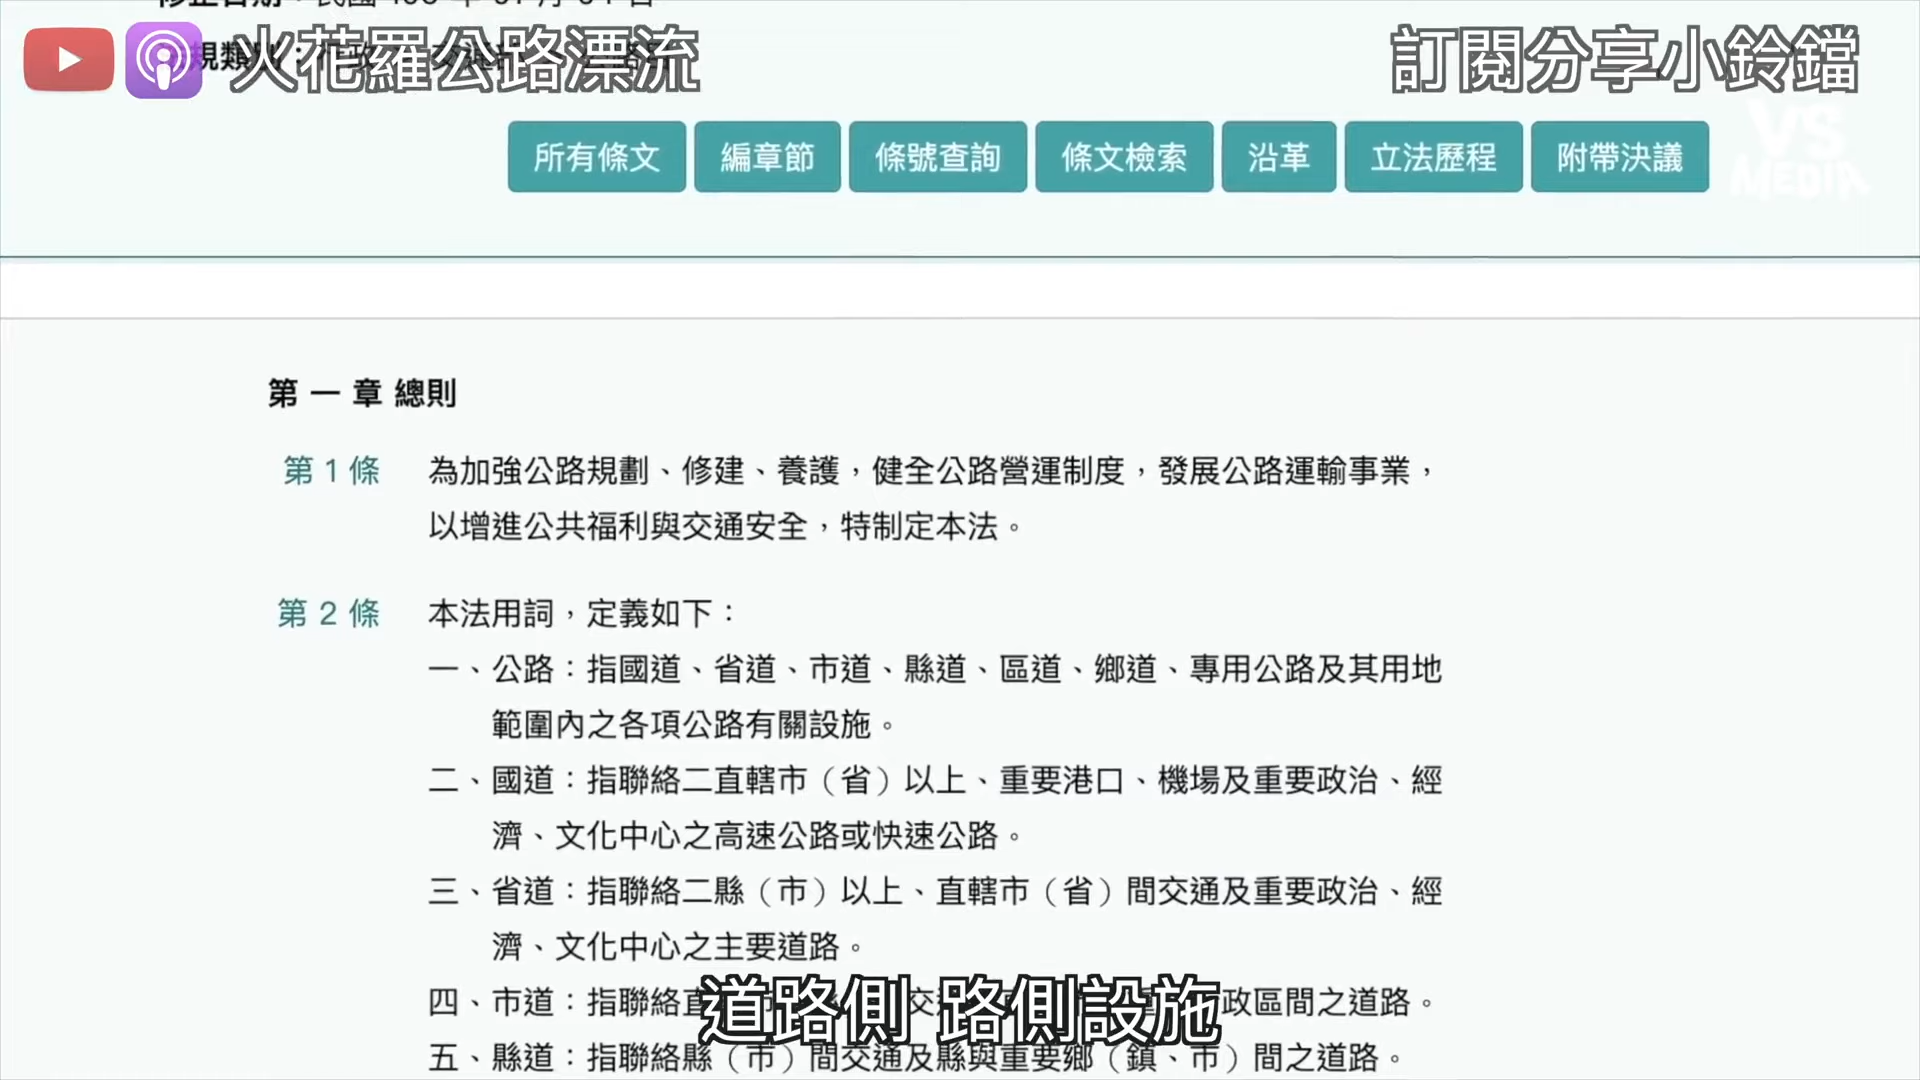 火花羅公路漂流
訂閱分享小鈴鐺
VS
MEDIA
所有條文
編章節
條號查詢
條文檢索
沿革
立法歷程
附帶決議
第 一 章 總則
第 1 條
為加強公路規劃、修建、養護，健全公路營運制度，發展公路運輸事業，
以增進公共福利與交通安全，特制定本法。
第 2 條
本法用詞，定義如下：
一、公路：指國道、省道、市道、縣道、區道、鄉道、專用公路及其用地
範圍內之各項公路有關設施。
二、國道：指聯絡二直轄市（省）以上、重要港口、機場及重要政治、經
濟、文化中心之高速公路或快速公路。
三、省道：指聯絡二縣（市）以上、直轄市（省）間交通及重要政治、經
濟、文化中心之主要道路。
四、市道：指聯絡 政區間之道路。
道路側 路側設施
五、縣道：指聯絡縣（市）間交通及縣與重要鄉（鎮、市）間之道路。